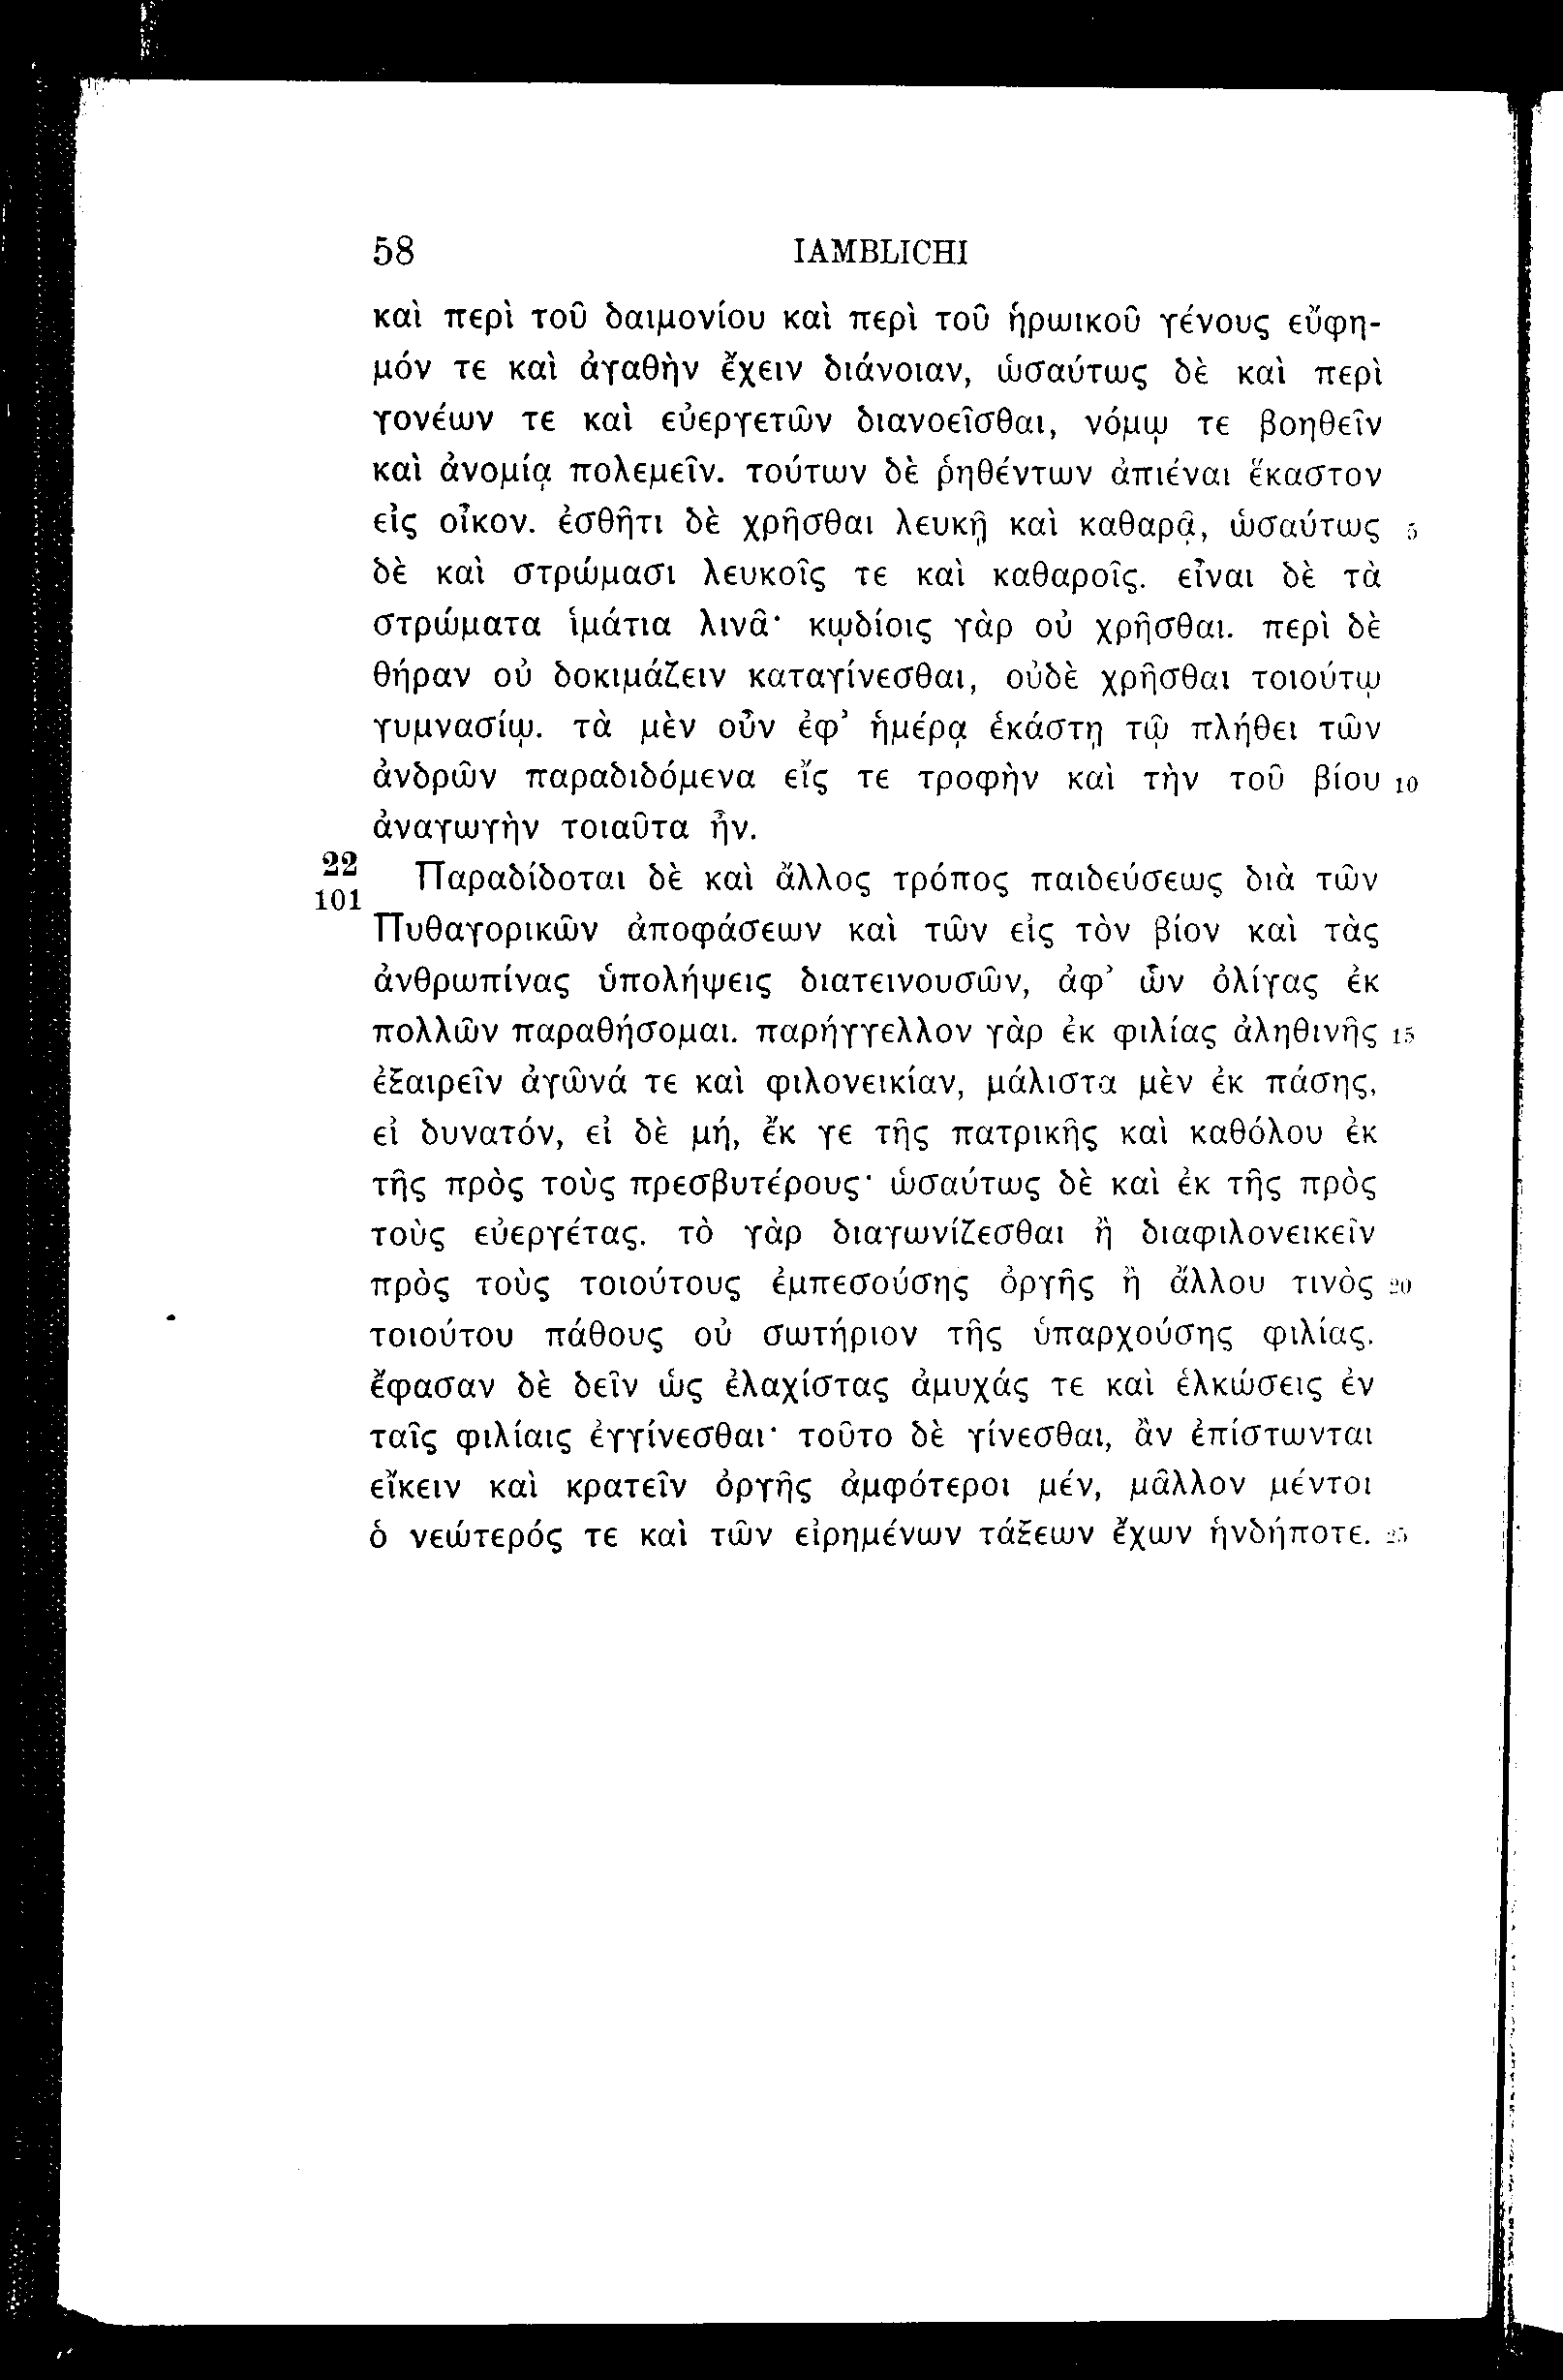 58 IAMBLICHI
καὶ περὶ τοῦ δαιμονίου καὶ περὶ τοῦ ἡρωικοῦ γένους εὔφη-
μόν τε καὶ ἀγαθὴν ἔχειν διάνοιαν, ὡσαύτως δὲ καὶ περὶ
γονέων τε καὶ εὐεργετῶν διανοεῖσθαι, νόμῳ τε βοηθεῖν
καὶ ἀνομίᾳ πολεμεῖν. τούτων δὲ ῥηθέντων ἀπιέναι ἕκαστον
εἰς οἶκον. ἐσθῆτι δὲ χρῆσθαι λευκῇ καὶ καθαρᾷ, ὡσαύτως 5
δὲ καὶ στρώμασι λευκοῖς τε καὶ καθαροῖς. εἶναι δὲ τὰ
στρώματα ἱμάτια λινᾶ· κῳδίοις γὰρ οὐ χρῆσθαι. περὶ δὲ
θήραν οὐ δοκιμάζειν καταγίνεσθαι, οὐδὲ χρῆσθαι τοιούτῳ
γυμνασίῳ. τὰ μὲν οὖν ἐφ’ ἡμέρᾳ ἑκάστῃ τῷ πλήθει τῶν
ἀνδρῶν παραδιδόμενα εἴς τε τροφὴν καὶ τὴν τοῦ βίου 10
ἀναγωγὴν τοιαῦτα ἦν.
22 Παραδίδοται δὲ καὶ ἄλλος τρόπος παιδεύσεως διὰ τῶν
101 Πυθαγορικῶν ἀποφάσεων καὶ τῶν εἰς τὸν βίον καὶ τὰς
ἀνθρωπίνας ὑπολήψεις διατεινουσῶν, ἀφ’ ὧν ὀλίγας ἐκ
πολλῶν παραθήσομαι. παρήγγελλον γὰρ ἐκ φιλίας ἀληθινῆς 15
ἐξαιρεῖν ἀγῶνά τε καὶ φιλονεικίαν, μάλιστα μὲν ἐκ πάσης,
εἰ δυνατόν, εἰ δὲ μή, ἔκ γε τῆς πατρικῆς καὶ καθόλου ἐκ
τῆς πρὸς τοὺς πρεσβυτέρους· ὡσαύτως δὲ καὶ ἐκ τῆς πρὸς
τοὺς εὐεργέτας. τὸ γὰρ διαγωνίζεσθαι ἢ διαφιλονεικεῖν
πρὸς τοὺς τοιούτους ἐμπεσούσης ὀργῆς ἢ ἄλλου τινὸς 20
τοιούτου πάθους οὐ σωτήριον τῆς ὑπαρχούσης φιλίας.
ἔφασαν δὲ δεῖν ὡς ἐλαχίστας ἀμυχάς τε καὶ ἑλκώσεις ἐν
ταῖς φιλίαις ἐγγίνεσθαι· τοῦτο δὲ γίνεσθαι, ἂν ἐπίστωνται
εἴκειν καὶ κρατεῖν ὀργῆς ἀμφότεροι μέν, μᾶλλον μέντοι
ὁ νεώτερός τε καὶ τῶν εἰρημένων τάξεων ἔχων ἡνδήποτε. 25